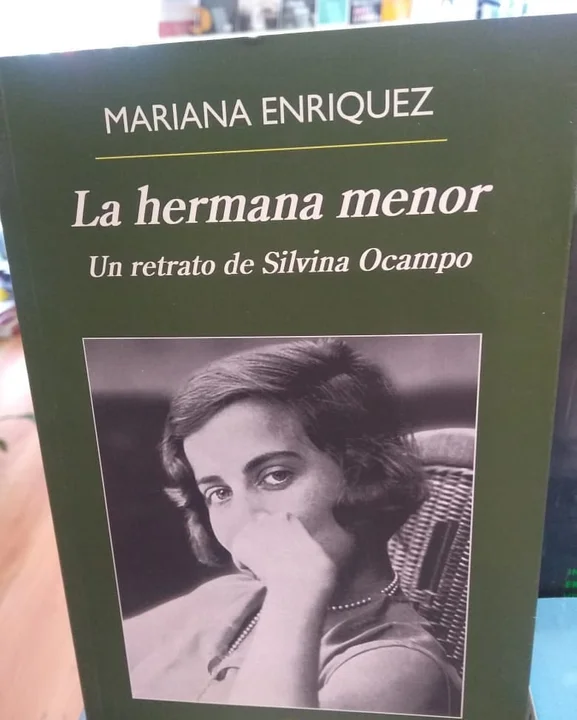 MARIANA ENRIQUEZ
La hermana menor
Un retrato de Silvina Ocampo